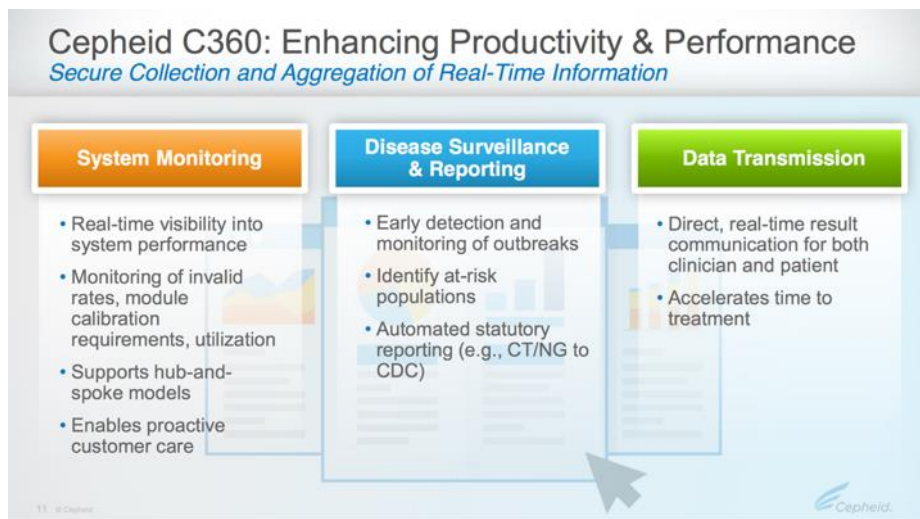 Cepheid C360: Enhancing Productivity & Performance
Secure Collection and Aggregation of Real-Time Information
System Monitoring
• Real-time visibility into
system performance
• Monitoring of invalid
rates, module
calibration
requirements, utilization
• Supports hub-and-
spoke models
• Enables proactive
customer care
Disease Surveillance
& Reporting
• Early detection and
monitoring of outbreaks
• Identify at-risk
populations
• Automated statutory
reporting (e.g., CT/NG to
CDC)
Data Transmission
• Direct, real-time result
communication for both
clinician and patient
• Accelerates time to
treatment
11 © Cepheid
Cepheid.